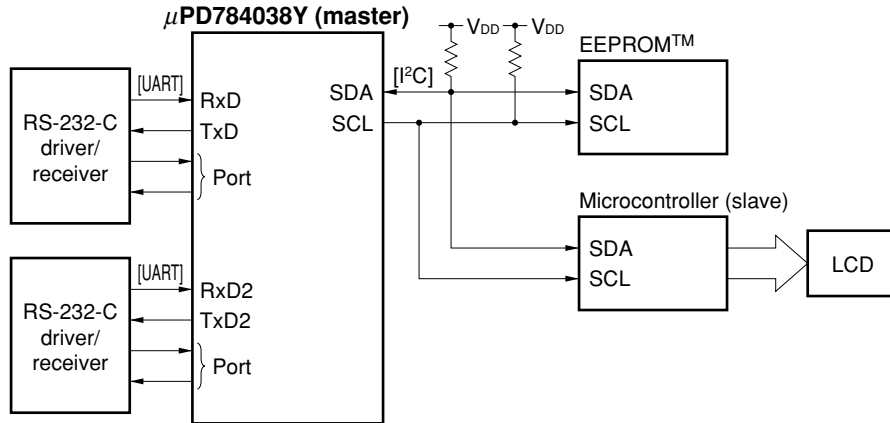 µPD784038Y (master)
VDD
VDD
EEPROM™
[UART]
[I²C]
RS-232-C
driver/
receiver
RxD
TxD
Port
SDA
SCL
SDA
SCL
Microcontroller (slave)
SDA
SCL
LCD
[UART]
RS-232-C
driver/
receiver
RxD2
TxD2
Port